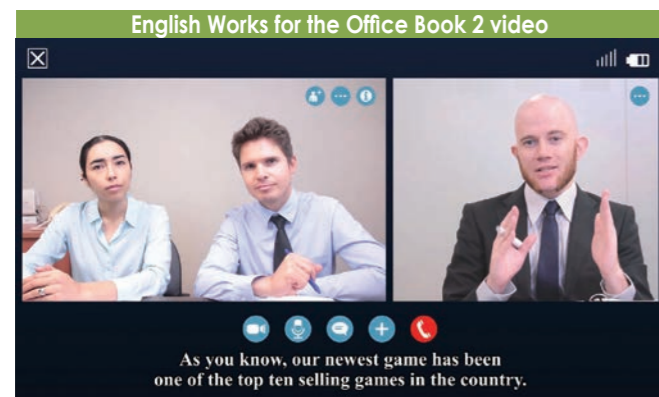 English Works for the Office Book 2 video
As you know, our newest game has been
one of the top ten selling games in the country.